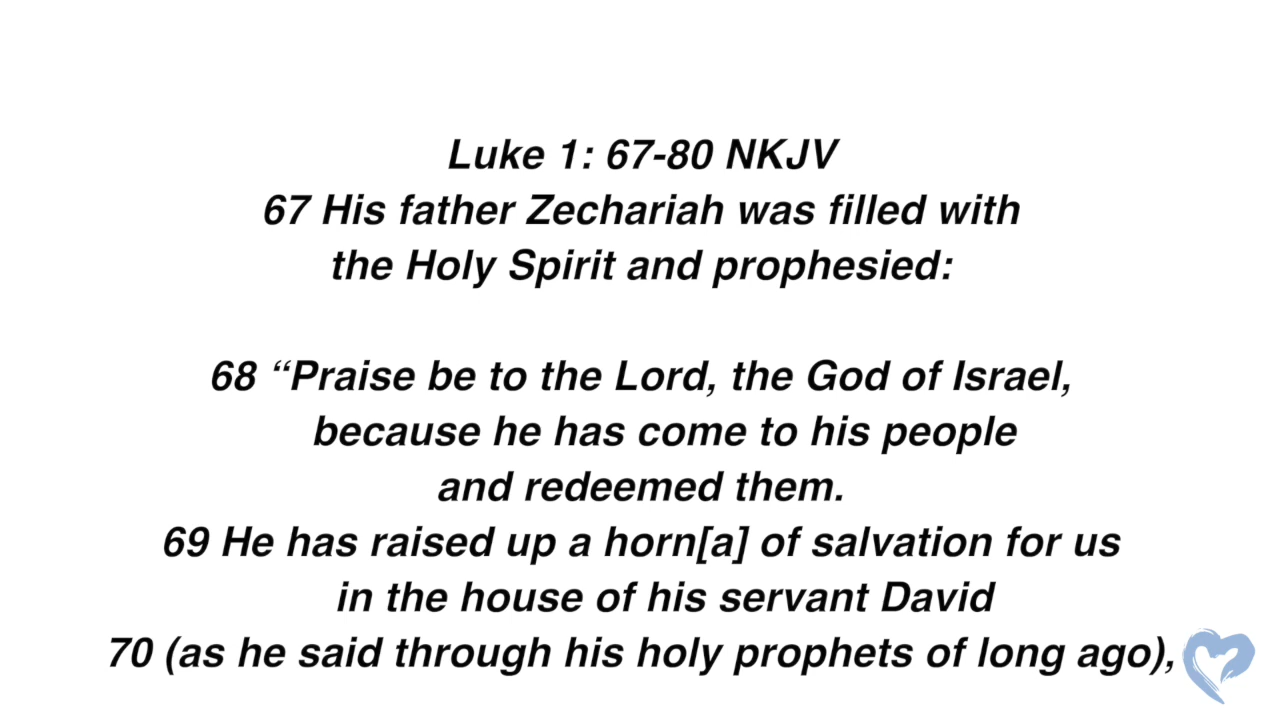 Luke 1: 67-80 NKJV
67 His father Zechariah was filled with
the Holy Spirit and prophesied:
68 “Praise be to the Lord, the God of Israel,
because he has come to his people
and redeemed them.
69 He has raised up a horn[a] of salvation for us
in the house of his servant David
70 (as he said through his holy prophets of long ago),